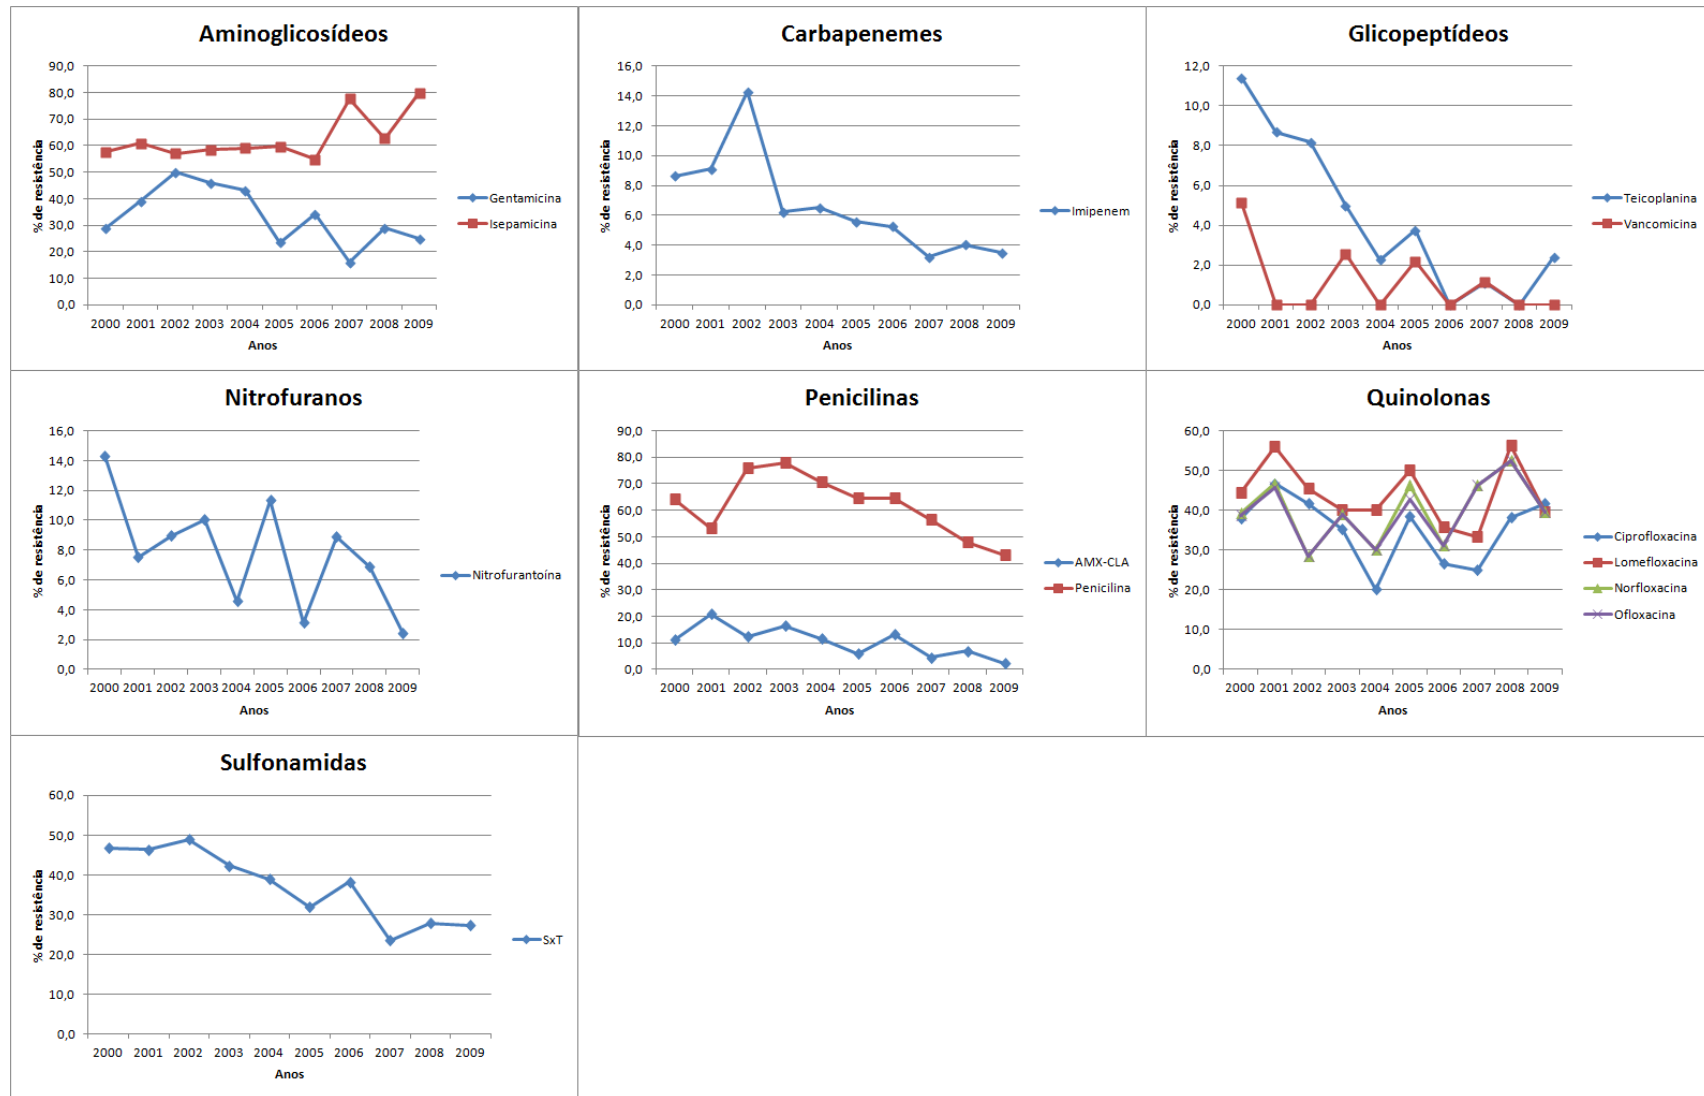 Aminoglicosídeos
90,0
80,0
70,0
60,0
50,0
40,0
30,0
20,0
10,0
0,0
% de resistência
2000 2001 2002 2003 2004 2005 2006 2007 2008 2009
Anos
Gentamicina
Isepamicina
Carbapenemes
16,0
14,0
12,0
10,0
8,0
6,0
4,0
2,0
0,0
% de resistência
2000 2001 2002 2003 2004 2005 2006 2007 2008 2009
Anos
Imipenem
Glicopeptídeos
12,0
10,0
8,0
6,0
4,0
2,0
0,0
% de resistência
2000 2001 2002 2003 2004 2005 2006 2007 2008 2009
Anos
Teicoplanina
Vancomicina
Nitrofuranos
16,0
14,0
12,0
10,0
8,0
6,0
4,0
2,0
0,0
% de resistência
2000 2001 2002 2003 2004 2005 2006 2007 2008 2009
Anos
Nitrofurantoína
Penicilinas
90,0
80,0
70,0
60,0
50,0
40,0
30,0
20,0
10,0
0,0
% de resistência
2000 2001 2002 2003 2004 2005 2006 2007 2008 2009
Anos
AMX-CLA
Penicilina
Quinolonas
60,0
50,0
40,0
30,0
20,0
10,0
0,0
% de resistência
2000 2001 2002 2003 2004 2005 2006 2007 2008 2009
Anos
Ciprofloxacina
Lomefloxacina
Norfloxacina
Ofloxacina
Sulfonamidas
60,0
50,0
40,0
30,0
20,0
10,0
0,0
% de resistência
2000 2001 2002 2003 2004 2005 2006 2007 2008 2009
Anos
SxT